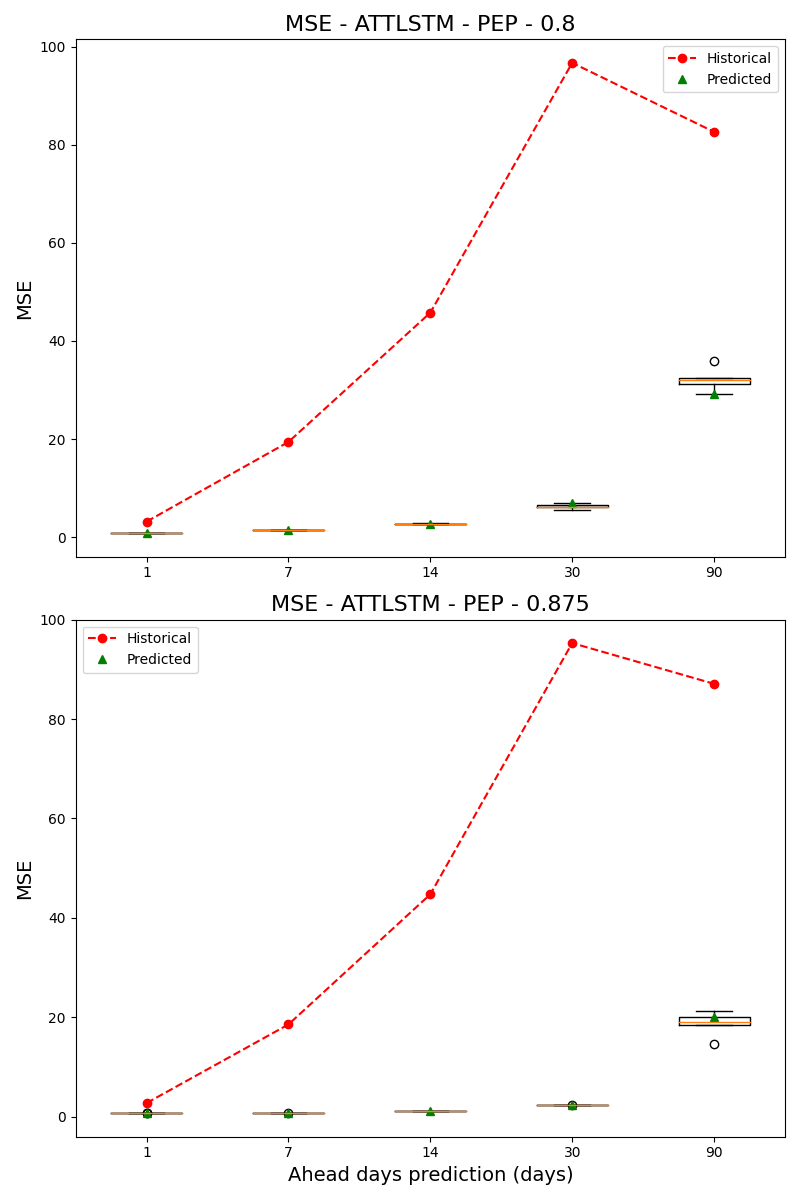 MSE - ATTLSTM - PEP - 0.8
100
80
60
40
20
0
MSE
Historical
Predicted
1 7 14 30 90
MSE - ATTLSTM - PEP - 0.875
100
80
60
40
20
0
MSE
Historical
Predicted
1 7 14 30 90
Ahead days prediction (days)